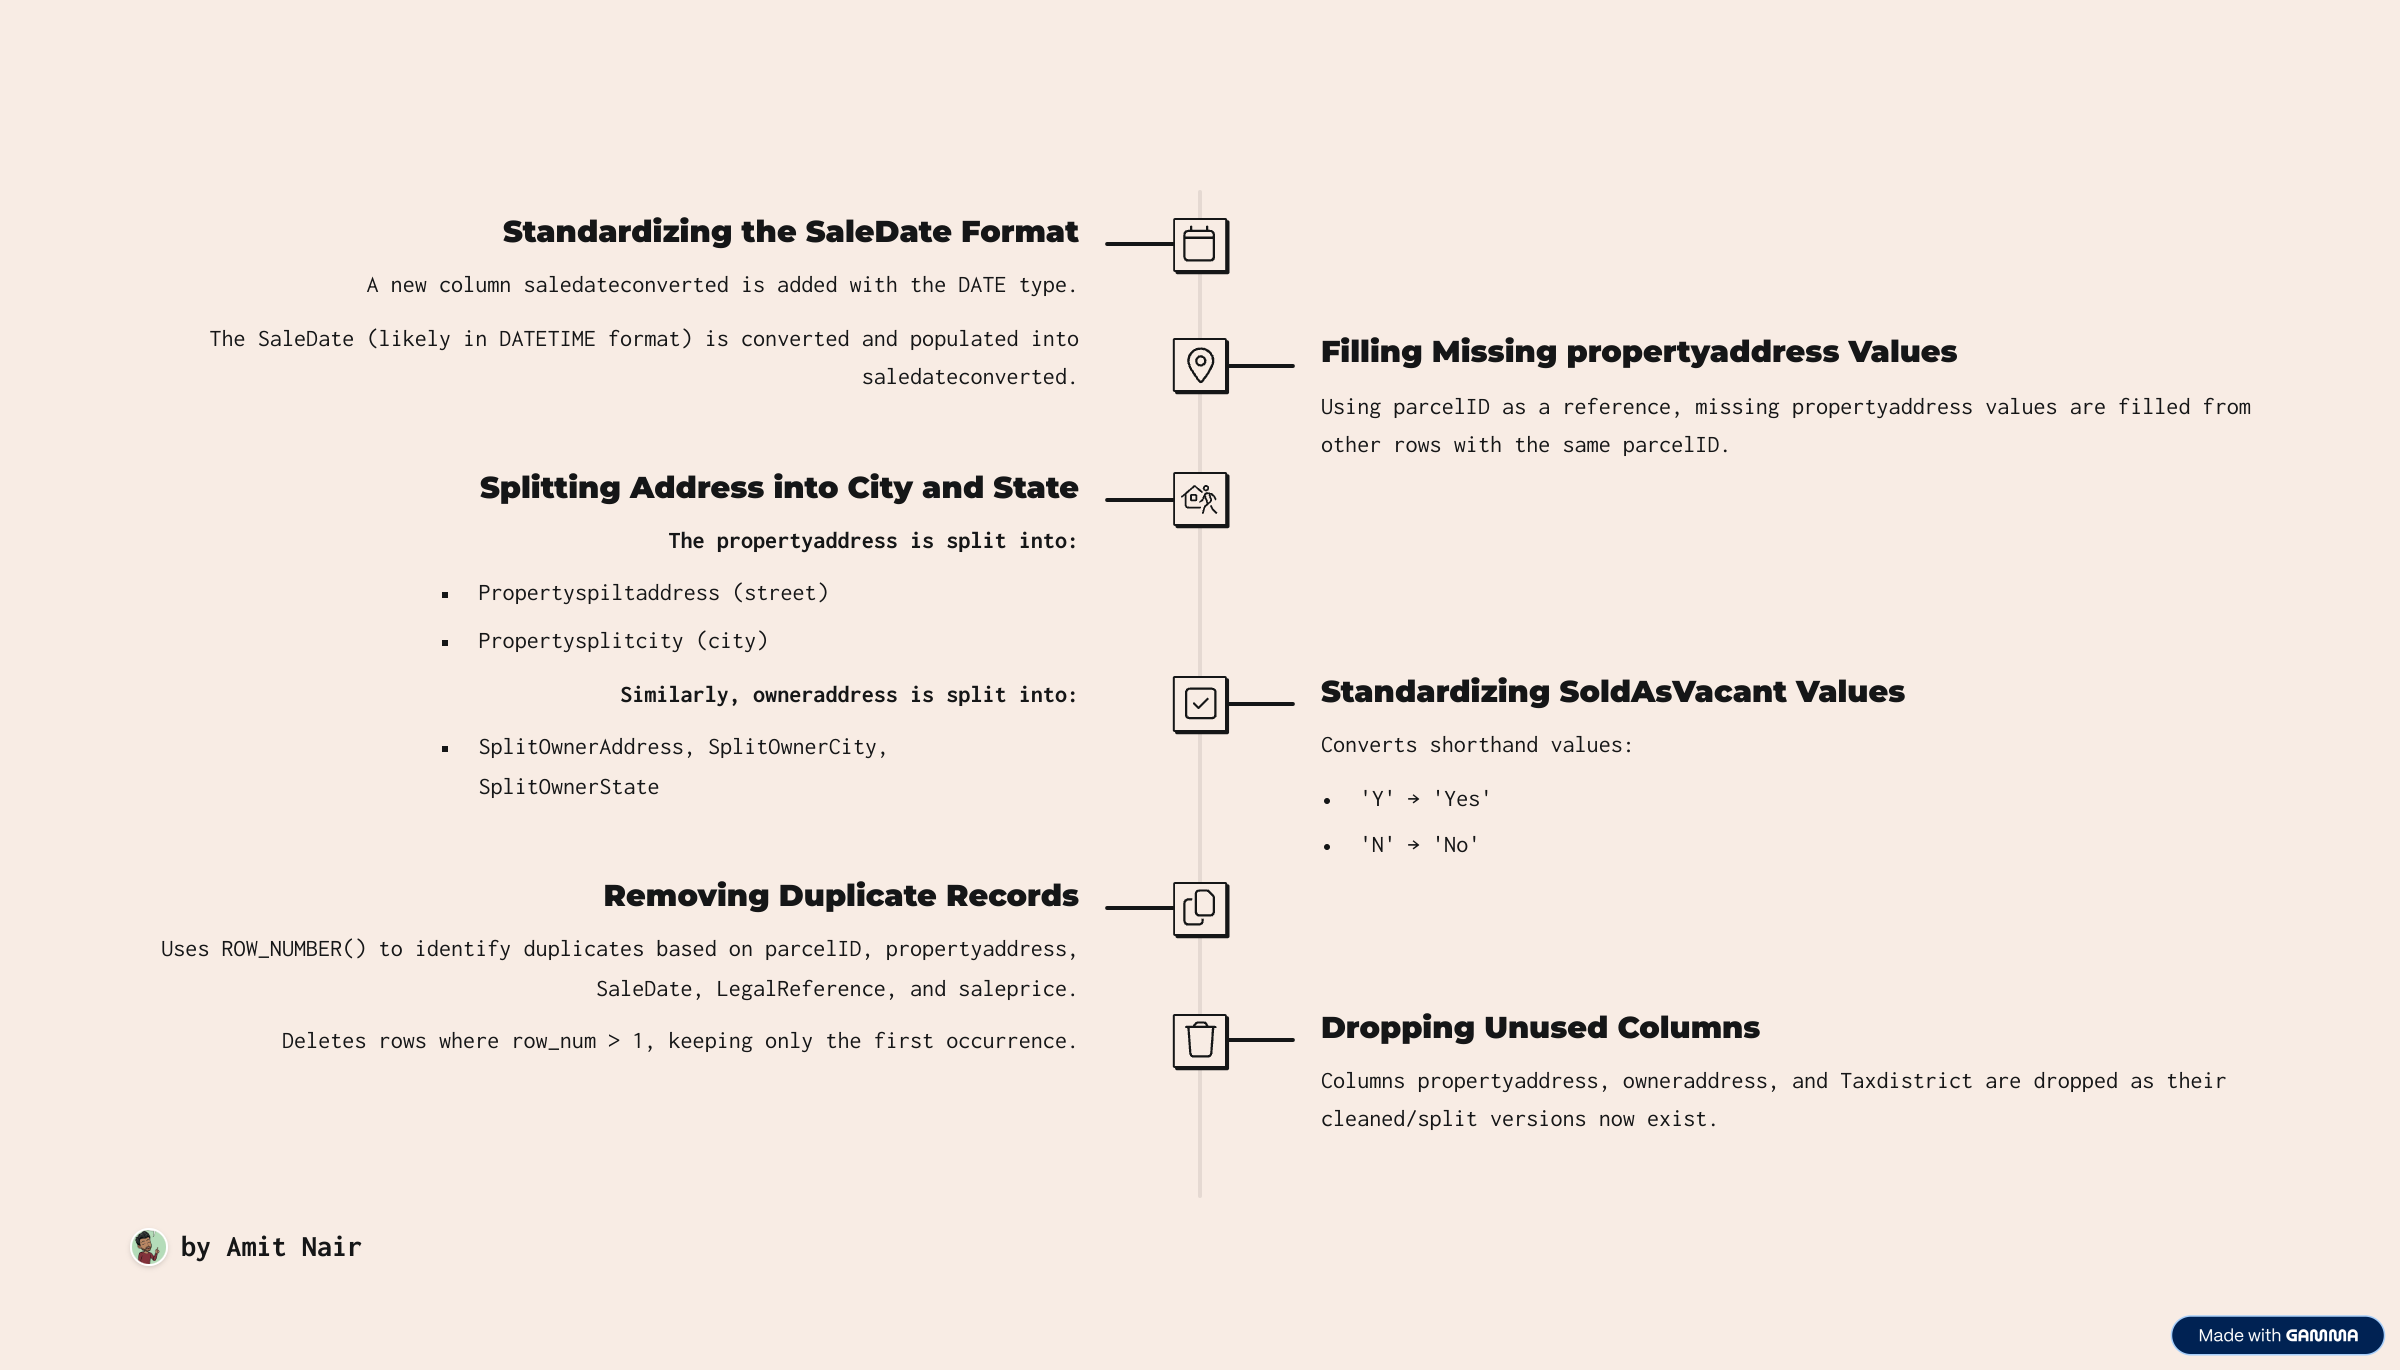 Standardizing the SaleDate Format
A new column saledateconverted is added with the DATE type.
The SaleDate (likely in DATETIME format) is converted and populated into
saledateconverted.
Filling Missing propertyaddress Values
Using parcelID as a reference, missing propertyaddress values are filled from
other rows with the same parcelID.
Splitting Address into City and State
The propertyaddress is split into:
▪ Propertyspiltaddress (street)
▪ Propertysplitcity (city)
Similarly, owneraddress is split into:
▪ SplitOwnerAddress, SplitOwnerCity,
SplitOwnerState
Standardizing SoldAsVacant Values
Converts shorthand values:
• 'Y' → 'Yes'
• 'N' → 'No'
Removing Duplicate Records
Uses ROW_NUMBER() to identify duplicates based on parcelID, propertyaddress,
SaleDate, LegalReference, and saleprice.
Deletes rows where row_num > 1, keeping only the first occurrence.
Dropping Unused Columns
Columns propertyaddress, owneraddress, and Taxdistrict are dropped as their
cleaned/split versions now exist.
by Amit Nair
Made with GAMMA